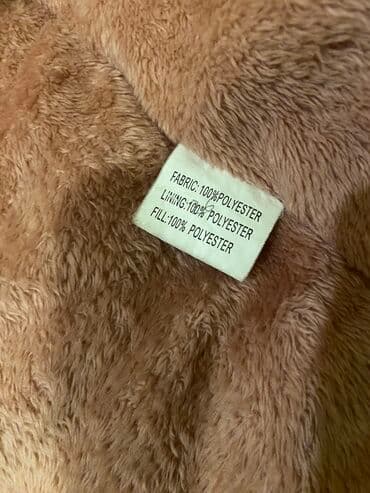 FABRIC:100%POLYESTER
LINING:100% POLYESTER
FILL:100% POLYESTER